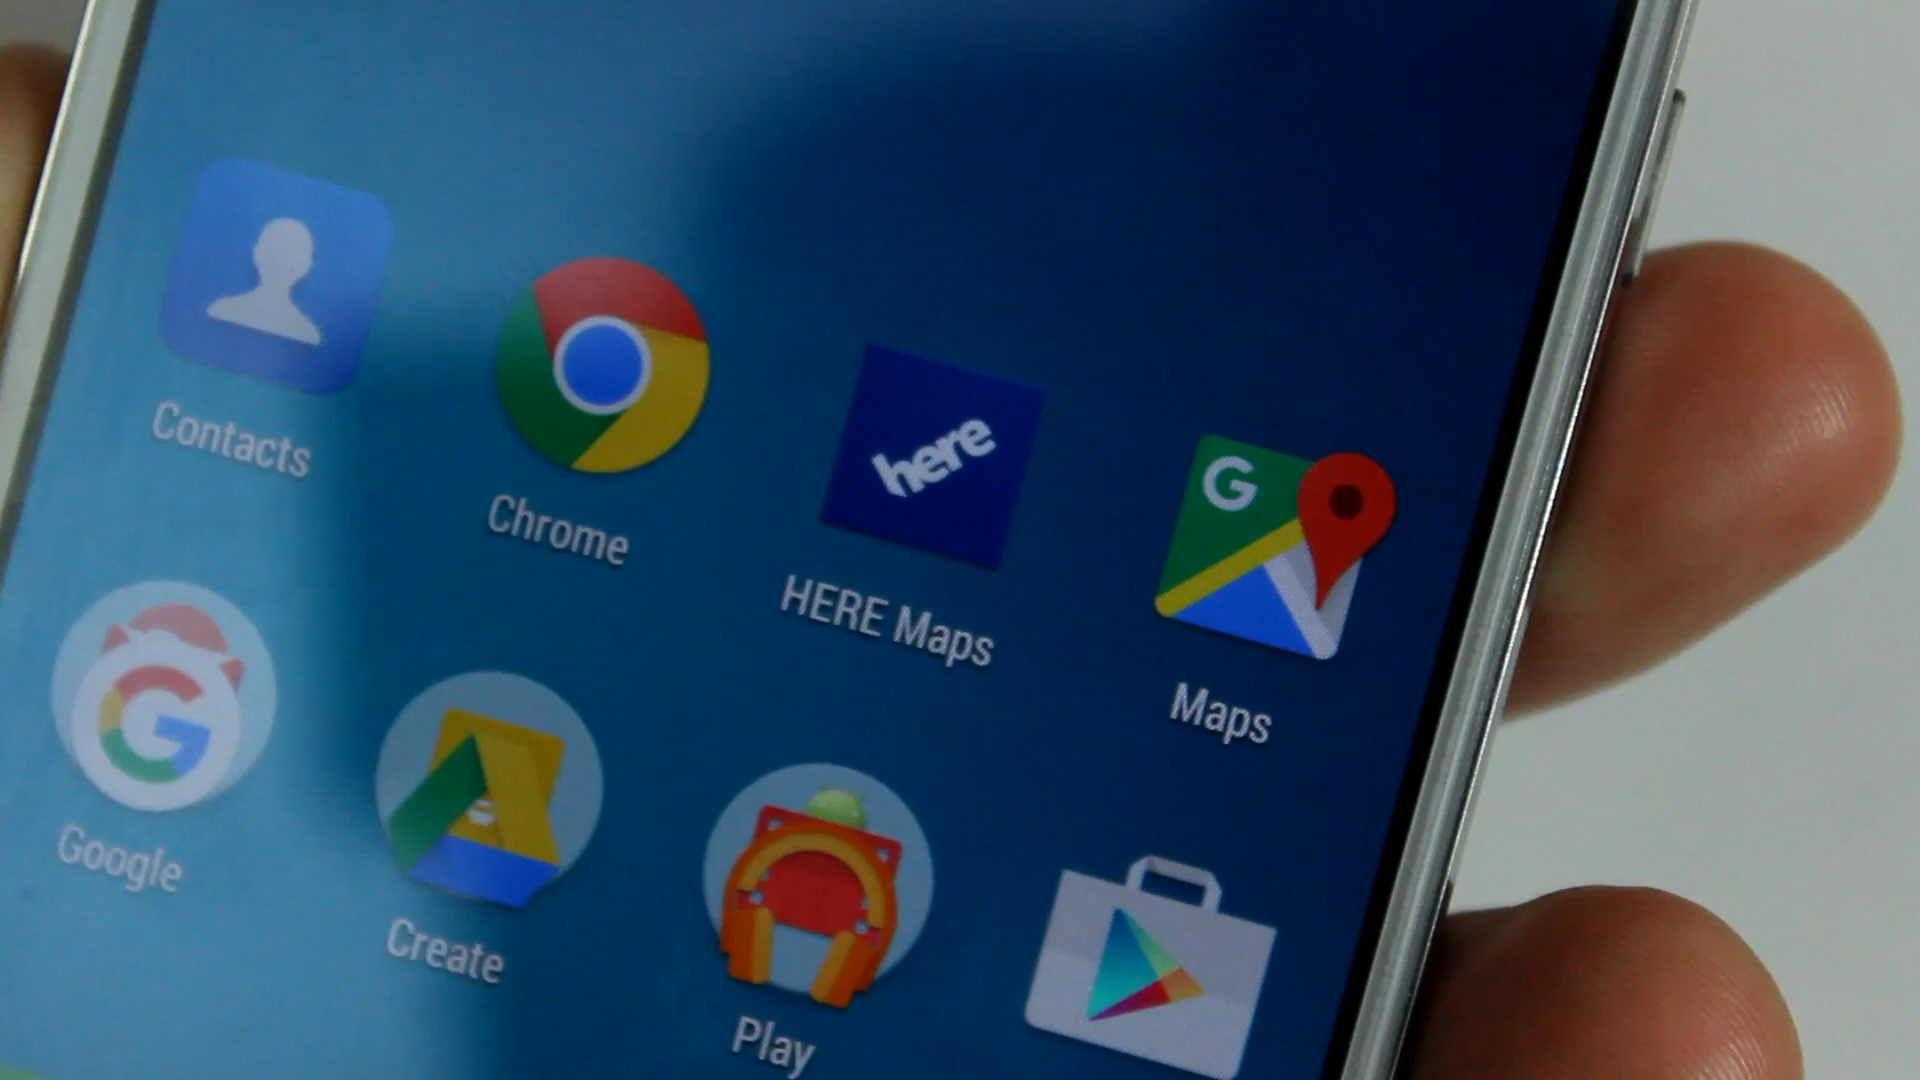 Contacts
Chrome
here
HERE Maps
G
Maps
G
Google
Create
Play